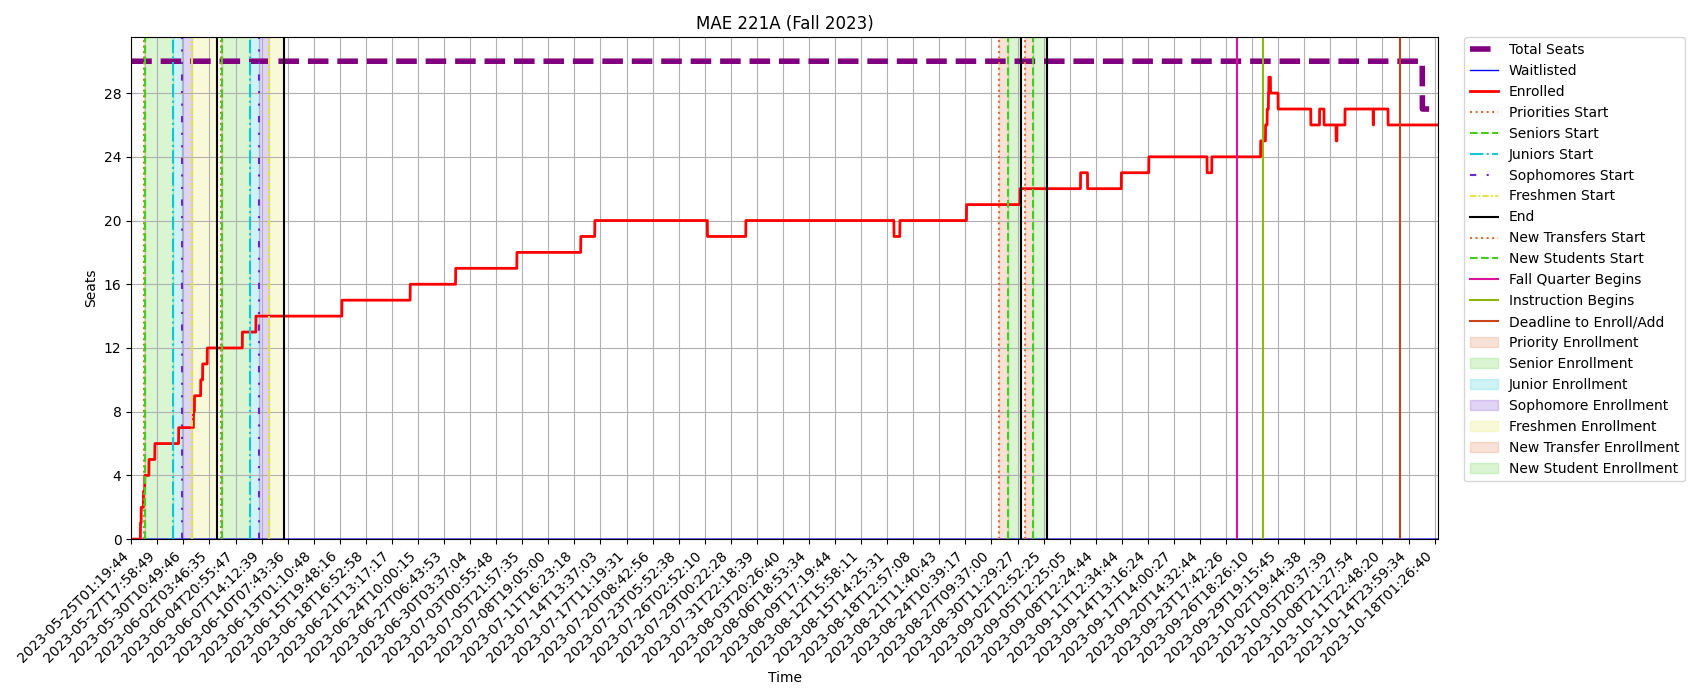 MAE 221A (Fall 2023)
Seats
28
24
20
16
12
8
4
0
2023-05-25T01:19:44
2023-05-27T17:58:49
2023-05-30T10:49:46
2023-06-02T03:46:35
2023-06-04T20:55:47
2023-06-07T14:12:39
2023-06-10T07:43:36
2023-06-13T01:10:48
2023-06-15T19:48:16
2023-06-18T16:52:58
2023-06-21T13:17:17
2023-06-24T10:00:15
2023-06-27T06:43:53
2023-06-30T03:37:04
2023-07-03T00:55:48
2023-07-05T21:57:35
2023-07-08T19:05:00
2023-07-11T16:23:18
2023-07-14T13:37:03
2023-07-17T11:19:31
2023-07-20T08:42:56
2023-07-23T05:52:38
2023-07-26T02:52:10
2023-07-29T00:22:28
2023-07-31T22:18:39
2023-08-03T20:26:40
2023-08-06T18:53:34
2023-08-09T17:19:44
2023-08-12T15:58:11
2023-08-15T14:25:31
2023-08-18T12:57:08
2023-08-21T11:40:43
2023-08-24T10:39:17
2023-08-27T09:37:00
2023-08-30T11:29:27
2023-09-02T12:52:25
2023-09-05T12:25:05
2023-09-08T12:24:44
2023-09-11T12:34:44
2023-09-14T13:16:24
2023-09-17T14:00:27
2023-09-20T14:32:44
2023-09-23T17:42:26
2023-09-26T18:26:10
2023-09-29T19:15:45
2023-10-02T19:44:38
2023-10-05T20:37:39
2023-10-08T21:27:54
2023-10-11T22:48:20
2023-10-14T23:59:34
2023-10-18T01:26:40
Time
Total Seats
Waitlisted
Enrolled
Priorities Start
Seniors Start
Juniors Start
Sophomores Start
Freshmen Start
End
New Transfers Start
New Students Start
Fall Quarter Begins
Instruction Begins
Deadline to Enroll/Add
Priority Enrollment
Senior Enrollment
Junior Enrollment
Sophomore Enrollment
Freshmen Enrollment
New Transfer Enrollment
New Student Enrollment